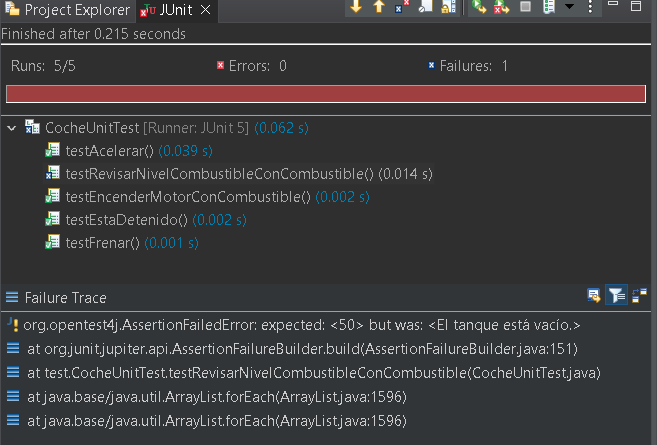 Project Explorer JUnit
Finished after 0.215 seconds
Runs: 5/5 Errors: 0 Failures: 1
CocheUnitTest [Runner: JUnit 5] (0.062 s)
testAcelerar() (0.039 s)
testRevisarNivelCombustibleConCombustible() (0.014 s)
testEncenderMotorConCombustible() (0.002 s)
testEstaDetenido() (0.002 s)
testFrenar() (0.001 s)
Failure Trace
org.opentest4j.AssertionFailedError: expected: <50> but was: <El tanque está vacío.>
at org.junit.jupiter.api.AssertionFailureBuilder.build(AssertionFailureBuilder.java:151)
at test.CocheUnitTest.testRevisarNivelCombustibleConCombustible(CocheUnitTest.java)
at java.base/java.util.ArrayList.forEach(ArrayList.java:1596)
at java.base/java.util.ArrayList.forEach(ArrayList.java:1596)